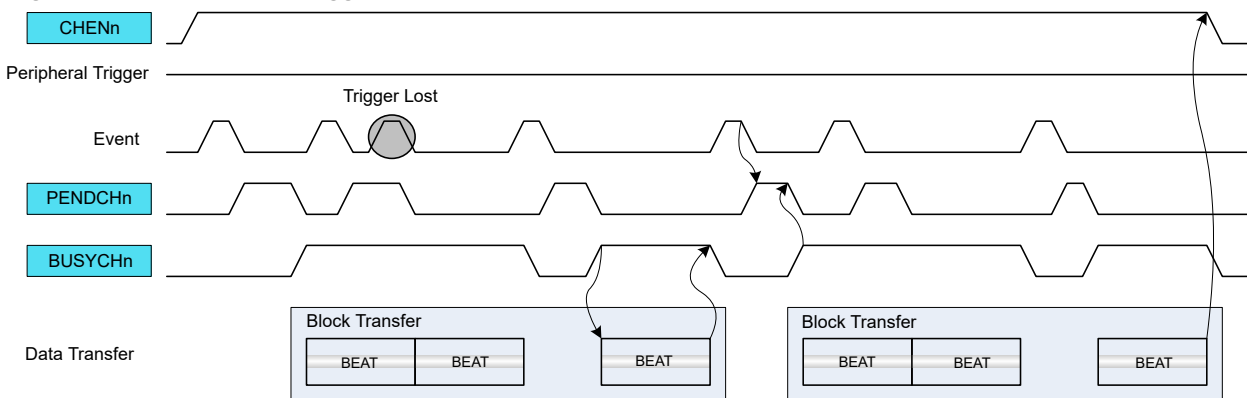 CHENn
Peripheral Trigger
Trigger Lost
Event
PENDCHn
BUSYCHn
Block Transfer
Block Transfer
Data Transfer
BEAT
BEAT
BEAT
BEAT
BEAT
BEAT